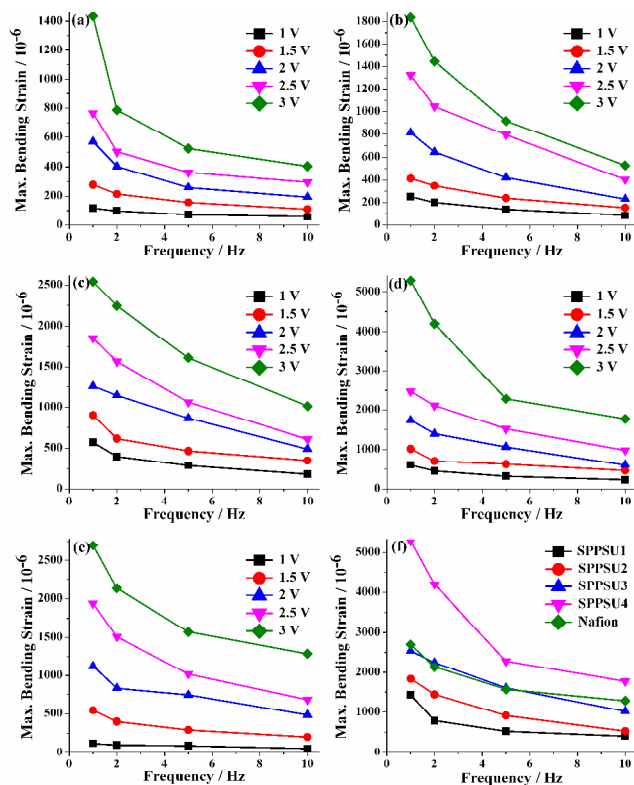 (a)
1400
1200
1000
800
600
400
200
0
Max. Bending Strain / 10-6
1 V
1.5 V
2 V
2.5 V
3 V
0 2 4 6 8 10
Frequency / Hz
(b)
1800
1600
1400
1200
1000
800
600
400
200
0
Max. Bending Strain / 10-6
1 V
1.5 V
2 V
2.5 V
3 V
0 2 4 6 8 10
Frequency / Hz
(c)
2500
2000
1500
1000
500
0
Max. Bending Strain / 10-6
1 V
1.5 V
2 V
2.5 V
3 V
0 2 4 6 8 10
Frequency / Hz
(d)
5000
4000
3000
2000
1000
0
Max. Bending Strain / 10-6
1 V
1.5 V
2 V
2.5 V
3 V
0 2 4 6 8 10
Frequency / Hz
(e)
2500
2000
1500
1000
500
0
Max. Bending Strain / 10-6
1 V
1.5 V
2 V
2.5 V
3 V
0 2 4 6 8 10
Frequency / Hz
(f)
5000
4000
3000
2000
1000
0
Max. Bending Strain / 10-6
SPPSU1
SPPSU2
SPPSU3
SPPSU4
Nafion
0 2 4 6 8 10
Frequency / Hz